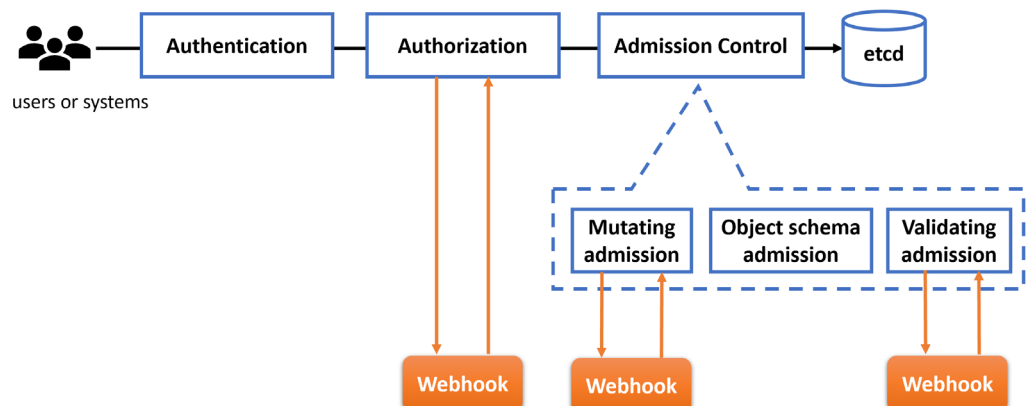 Authentication
Authorization
Admission Control
etcd
users or systems
Mutating
admission
Object schema
admission
Validating
admission
Webhook
Webhook
Webhook